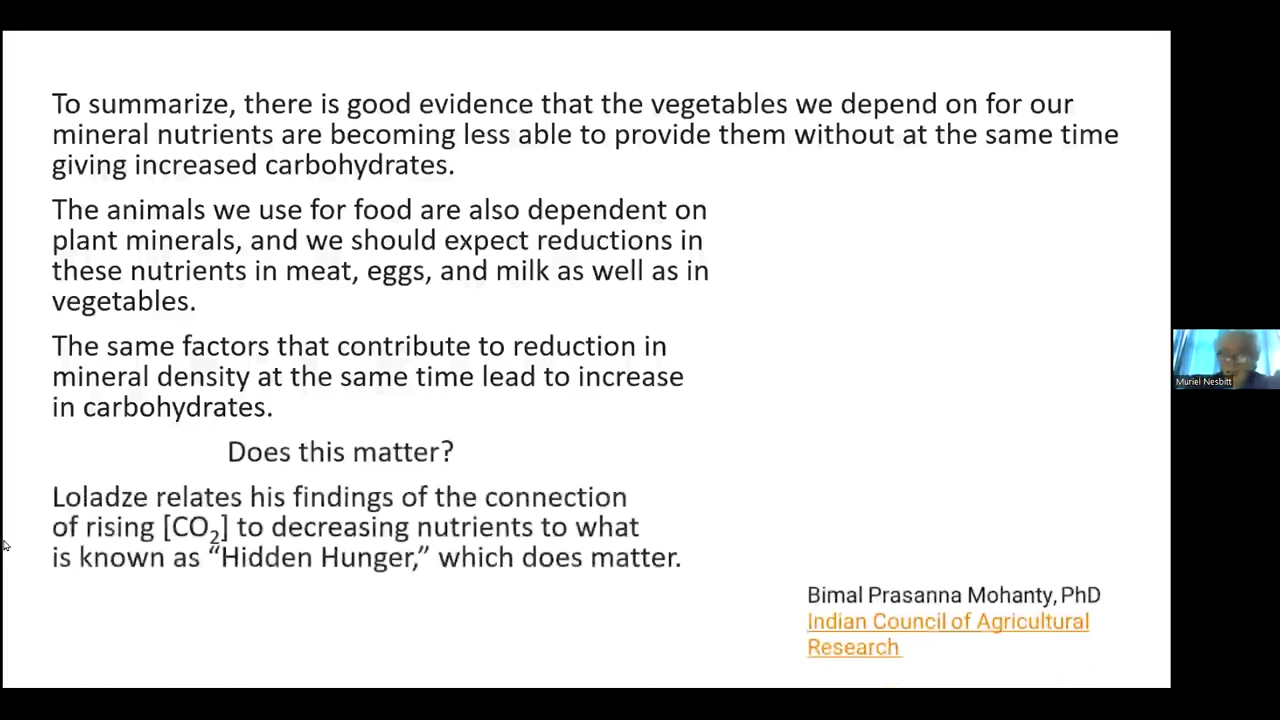 To summarize, there is good evidence that the vegetables we depend on for our
mineral nutrients are becoming less able to provide them without at the same time
giving increased carbohydrates.
The animals we use for food are also dependent on
plant minerals, and we should expect reductions in
these nutrients in meat, eggs, and milk as well as in
vegetables.
The same factors that contribute to reduction in
mineral density at the same time lead to increase
in carbohydrates.
Does this matter?
Loladze relates his findings of the connection
of rising [CO₂] to decreasing nutrients to what
is known as “Hidden Hunger,” which does matter.
Bimal Prasanna Mohanty, PhD
Indian Council of Agricultural
Research
Muriel Nesbitt